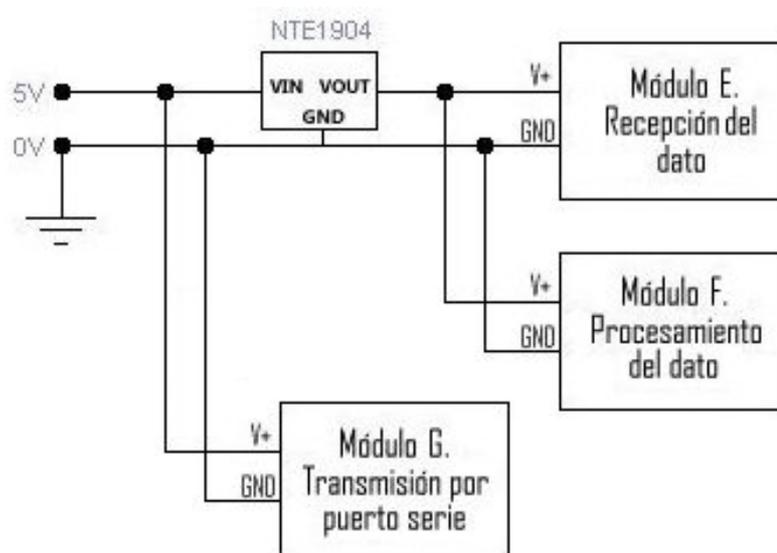 NTE1904
5V
0V
VIN VOUT
GND
V+
GND
Módulo E.
Recepción del
dato
V+
GND
Módulo F.
Procesamiento
del dato
V+
GND
Módulo G.
Transmisión por
puerto serie